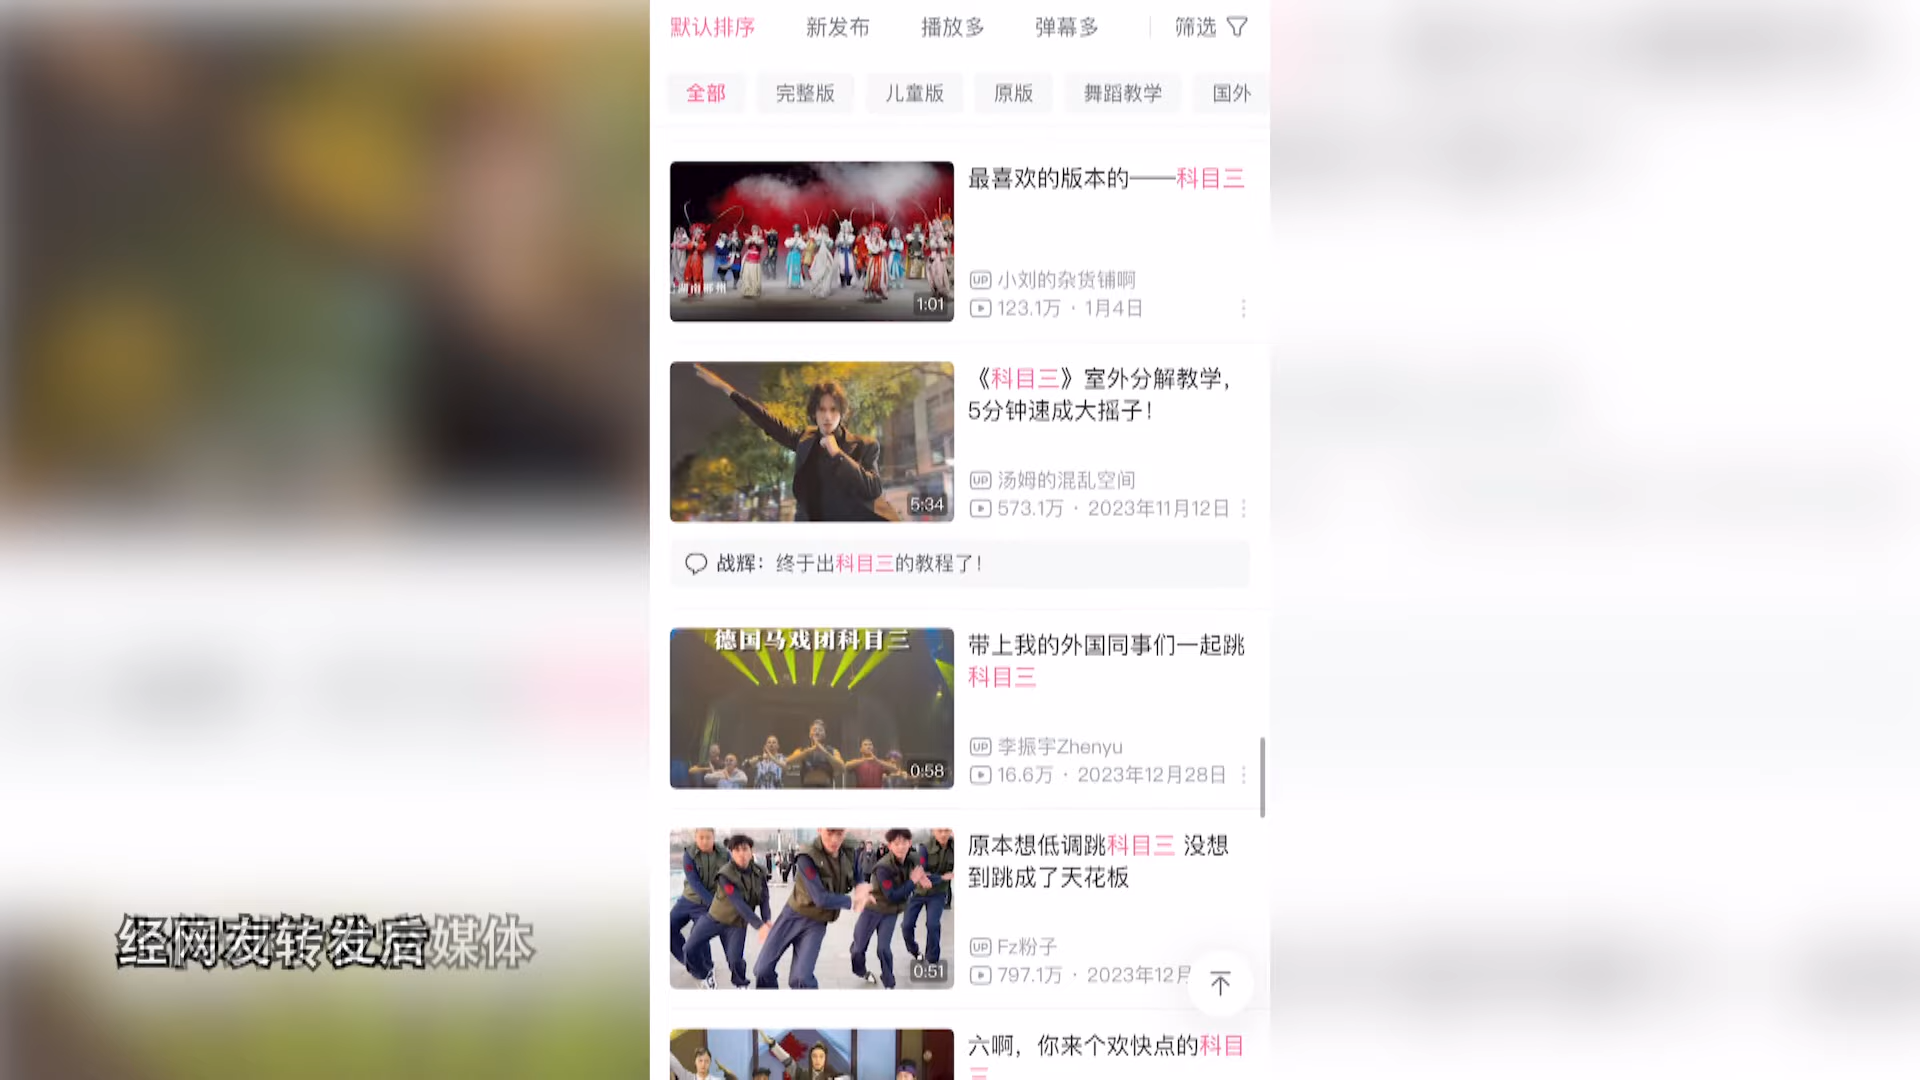 默认排序 新发布 播放多 弹幕多 筛选
全部 完整版 儿童版 原版 舞蹈教学 国外
最喜欢的版本的——科目三
1:01
UP 小刘的杂货铺啊
123.1万 · 1月4日
《科目三》室外分解教学,
5分钟速成大摇子!
5:34
UP 汤姆的混乱空间
573.1万 · 2023年11月12日
战辉: 终于出科目三的教程了!
德国马戏团科目三
带上我的外国同事们一起跳
科目三
0:58
UP 李振宇Zhenyu
16.6万 · 2023年12月28日
原本想低调跳科目三 没想
到跳成了天花板
0:51
UP Fz粉子
797.1万 · 2023年12月
六啊, 你来个欢快点的科目
三
经网友转发后媒体